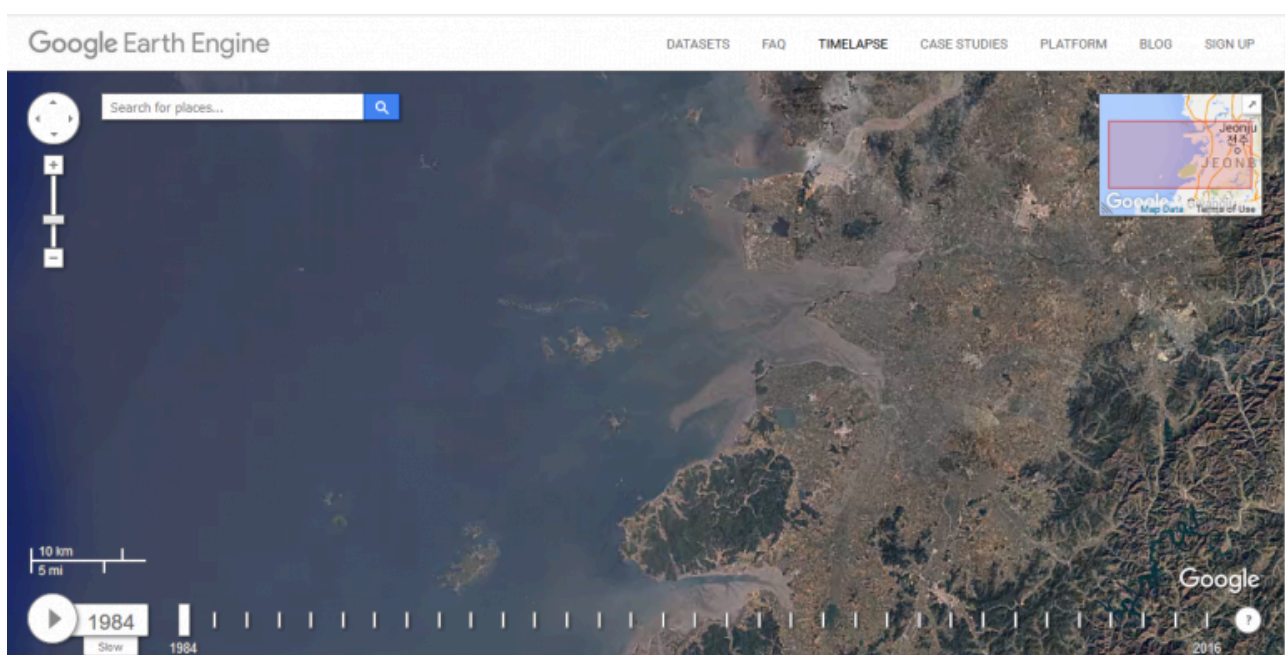 Google Earth Engine
DATASETS FAQ TIMELAPSE CASE STUDIES PLATFORM BLOG SIGN UP
Search for places...
Jeonju
전주
JEONB
Google
Map Data Terms of Use
10 km
5 mi
Google
1984
Slow
1984
2016
?